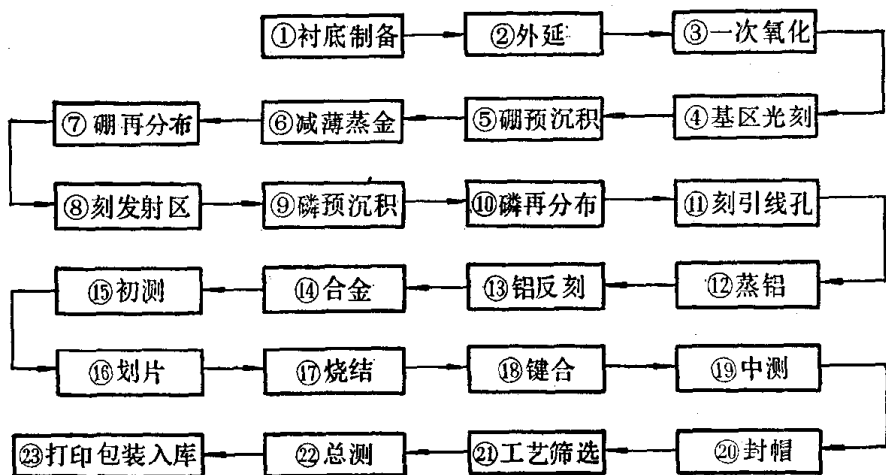 ①衬底制备
②外延
③一次氧化
④基区光刻
⑤硼预沉积
⑥减薄蒸金
⑦硼再分布
⑧刻发射区
⑨磷预沉积
⑩磷再分布
⑪刻引线孔
⑫蒸铝
⑬铝反刻
⑭合金
⑮初测
⑯划片
⑰烧结
⑱键合
⑲中测
⑳封帽
㉑工艺筛选
㉒总测
㉓打印包装入库